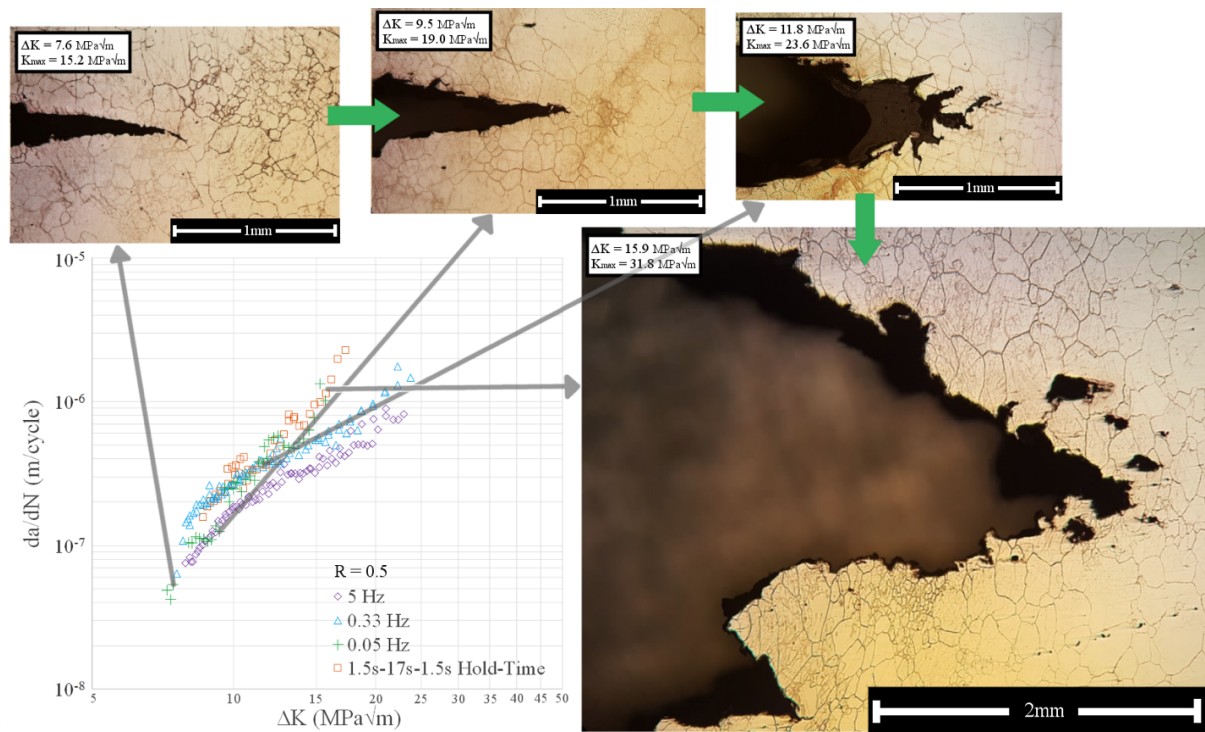 ΔK = 7.6 MPa√m
Kmax = 15.2 MPa√m
1mm
ΔK = 9.5 MPa√m
Kmax = 19.0 MPa√m
1mm
ΔK = 11.8 MPa√m
Kmax = 23.6 MPa√m
1mm
ΔK = 15.9 MPa√m
Kmax = 31.8 MPa√m
2mm
da/dN (m/cycle)
10-5
10-6
10-7
10-8
R = 0.5
5 Hz
0.33 Hz
0.05 Hz
1.5s-17s-1.5s Hold-Time
5 10 15 20 25 30 35 40 45 50
ΔK (MPa√m)